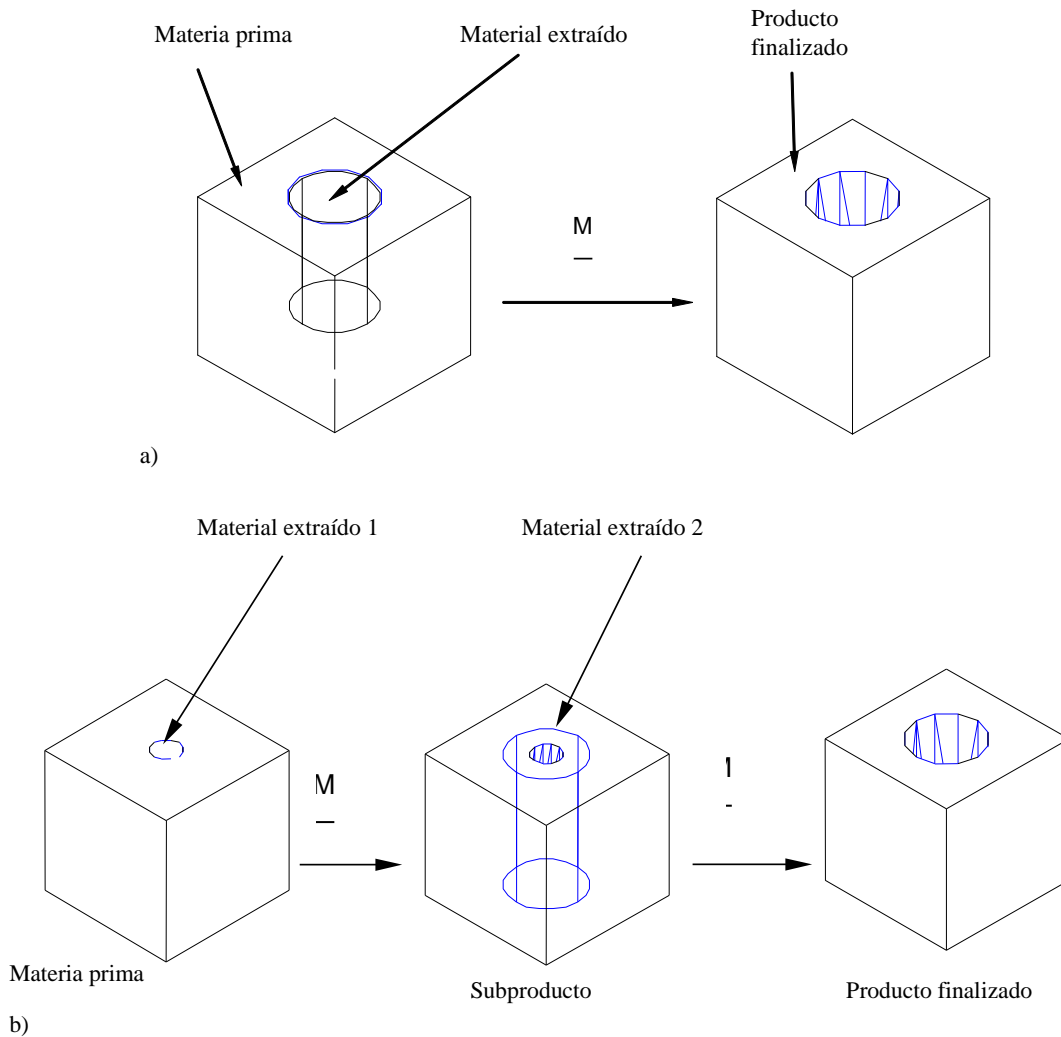 Materia prima
Material extraído
Producto
finalizado
M
a)
Material extraído 1
Material extraído 2
M
Materia prima
Subproducto
Producto finalizado
b)